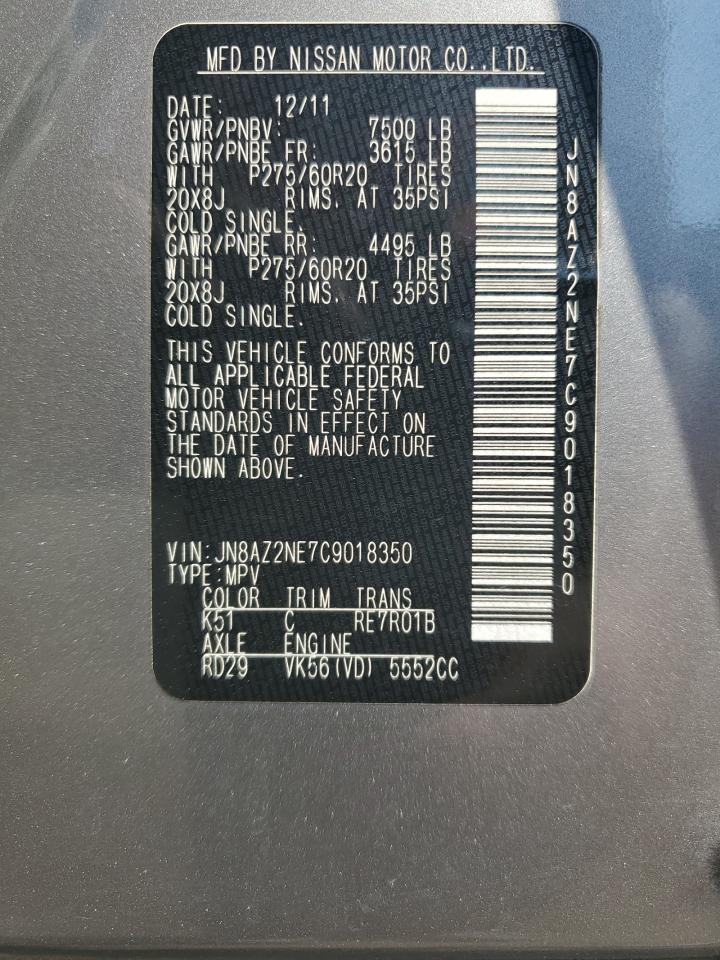 MFD BY NISSAN MOTOR CO.,LTD.
DATE: 12/11
GVWR/PNBV: 7500 LB
GAWR/PNBE FR: 3615 LB
WITH P275/60R20 TIRES
20X8J RIMS. AT 35PSI
COLD SINGLE.
GAWR/PNBE RR: 4495 LB
WITH P275/60R20 TIRES
20X8J RIMS. AT 35PSI
COLD SINGLE.
THIS VEHICLE CONFORMS TO
ALL APPLICABLE FEDERAL
MOTOR VEHICLE SAFETY
STANDARDS IN EFFECT ON
THE DATE OF MANUFACTURE
SHOWN ABOVE.
VIN:JN8AZ2NE7C9018350
TYPE:MPV
COLOR TRIM TRANS
K51 C RE7R01B
AXLE ENGINE
RD29 VK56(VD) 5552CC
JN8AZ2NE7C9018350